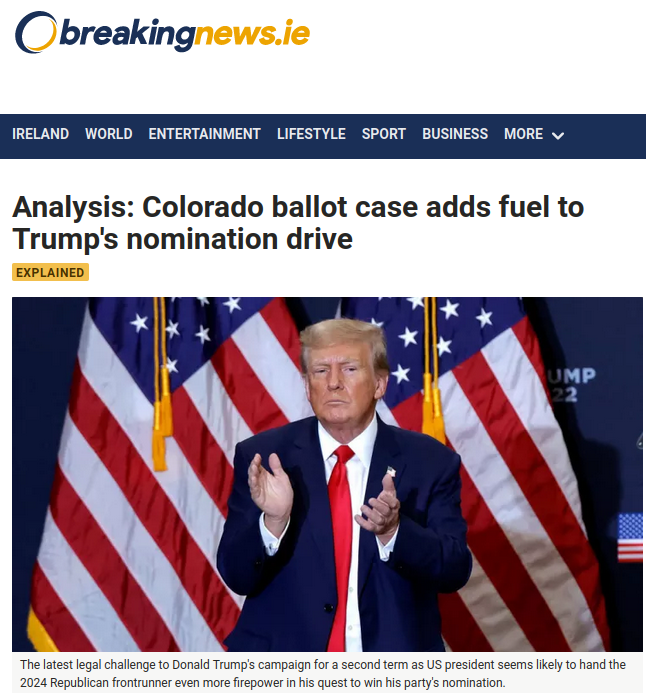 breakingnews.ie
IRELAND WORLD ENTERTAINMENT LIFESTYLE SPORT BUSINESS MORE
Analysis: Colorado ballot case adds fuel to
Trump's nomination drive
EXPLAINED
UMP
22
The latest legal challenge to Donald Trump's campaign for a second term as US president seems likely to hand the
2024 Republican frontrunner even more firepower in his quest to win his party's nomination.